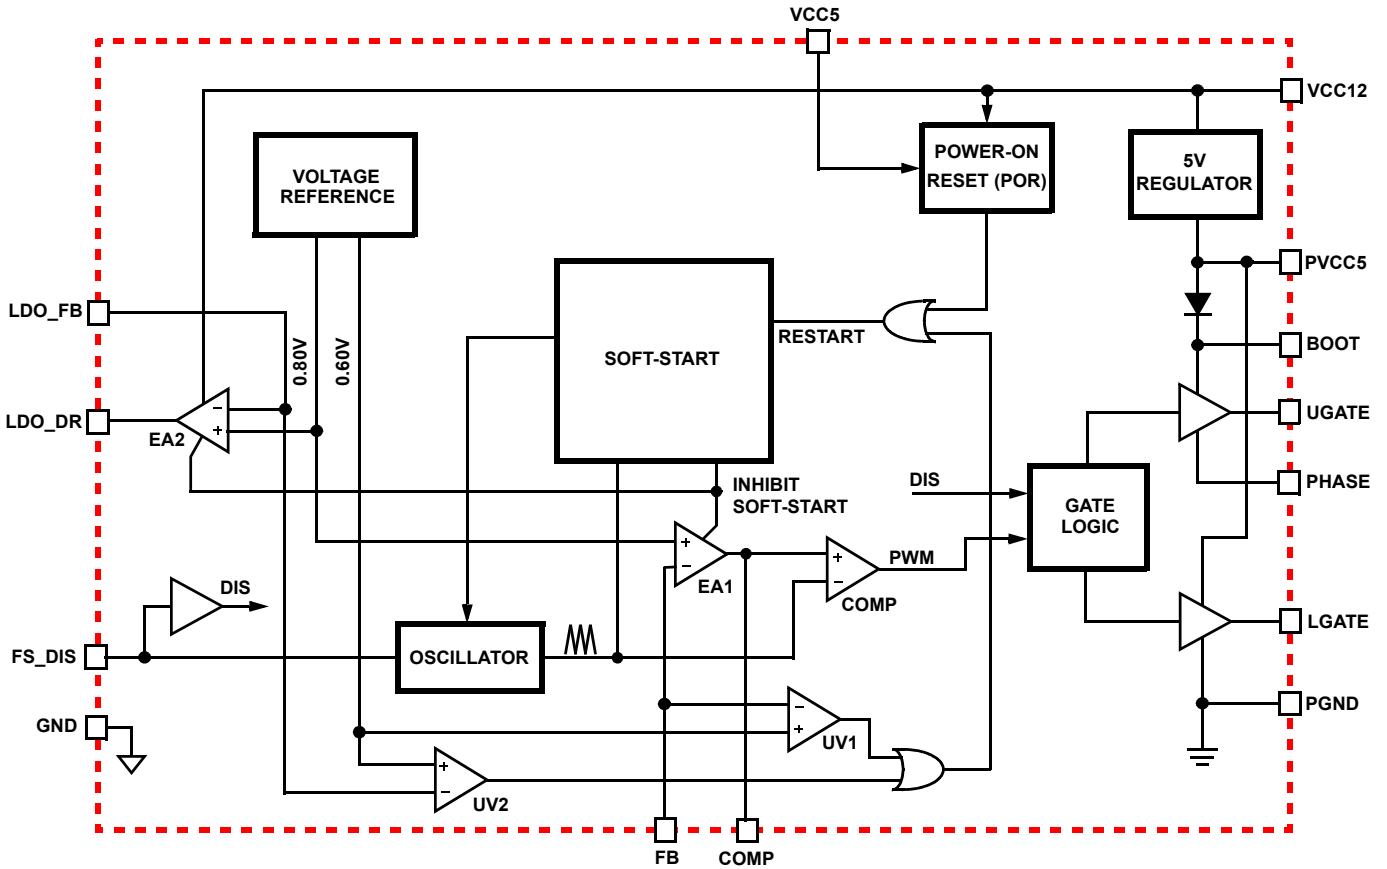 VCC5
VCC12
POWER-ON
RESET (POR)
5V
REGULATOR
VOLTAGE
REFERENCE
PVCC5
LDO_FB
0.80V
0.60V
SOFT-START
RESTART
BOOT
LDO_DR
−
+
EA2
UGATE
INHIBIT
SOFT-START
DIS
PHASE
GATE
LOGIC
+
−
EA1
+
−
COMP
PWM
DIS
LGATE
FS_DIS
OSCILLATOR
GND
−
+
UV1
PGND
+
−
UV2
FB
COMP